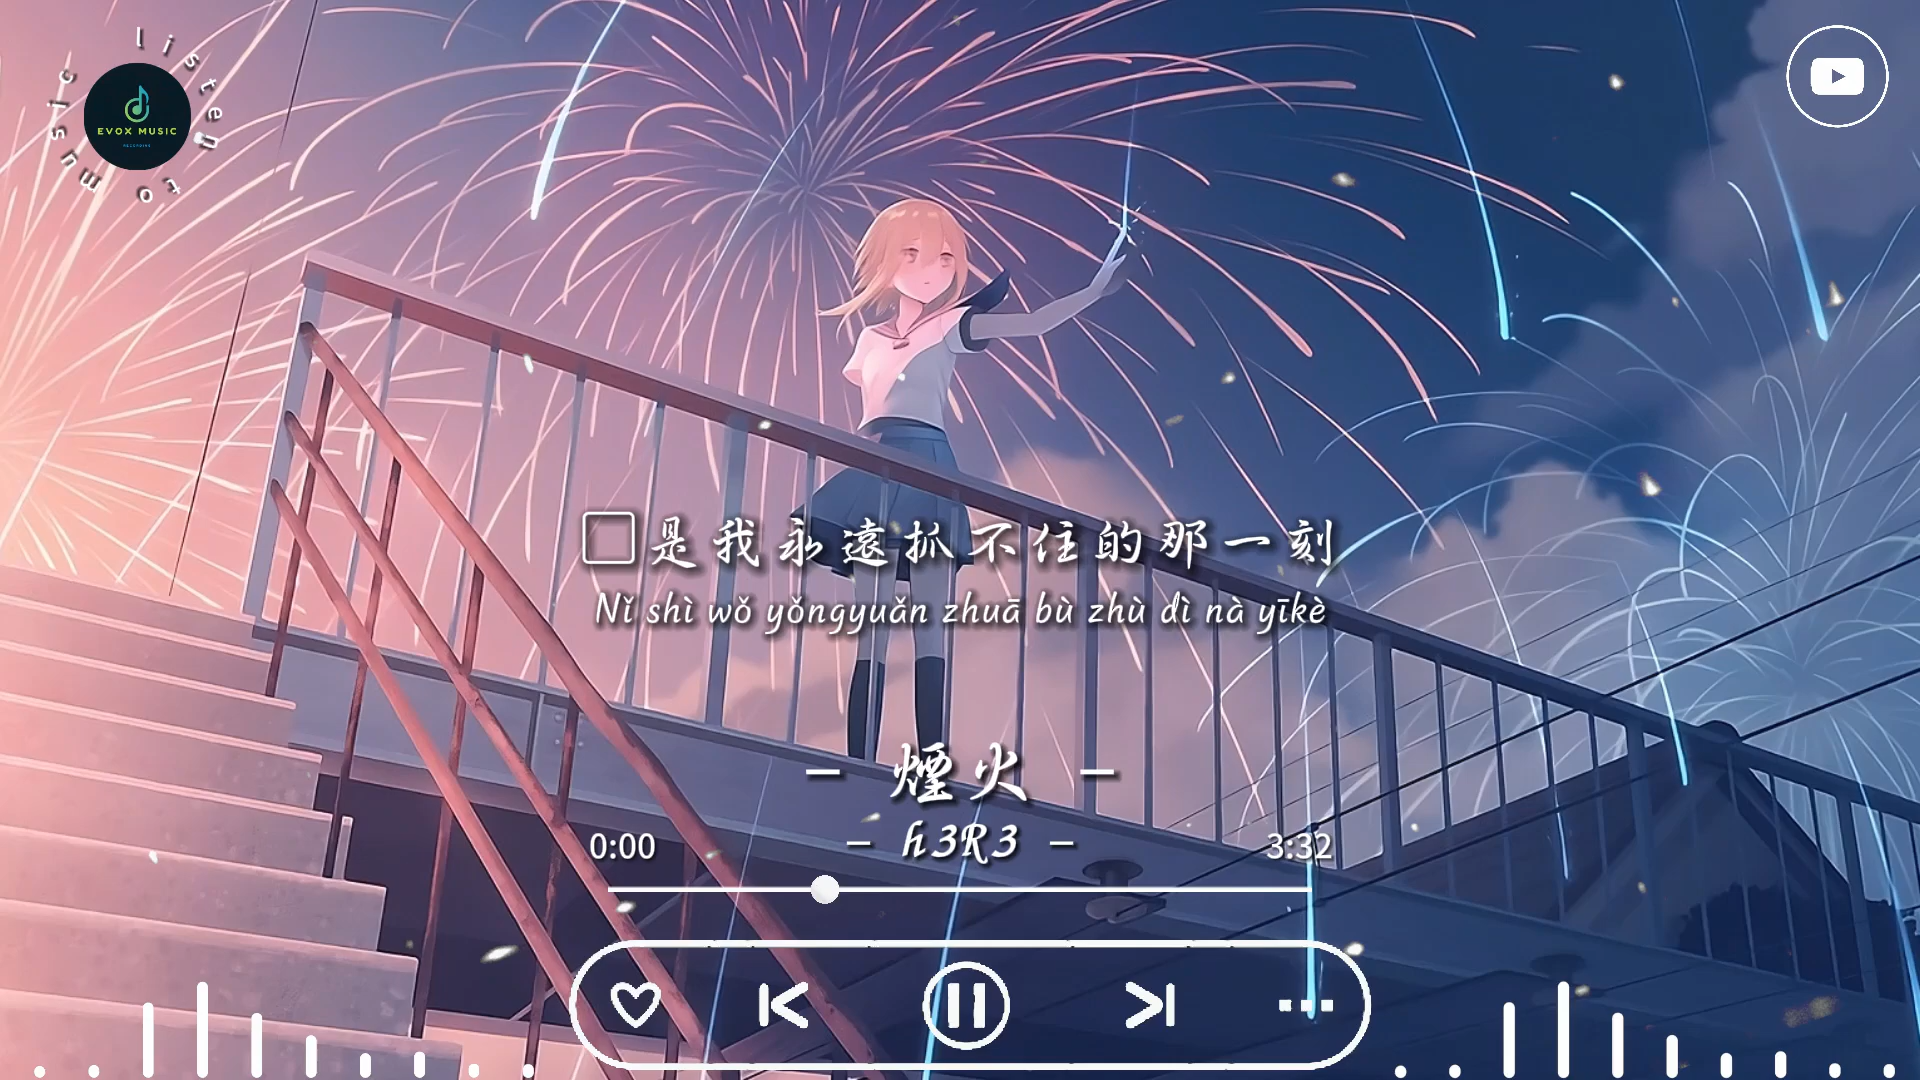 listen to music
EVOX MUSIC
RECORDING
□是我永遠抓不住的那一刻
Nǐ shì wǒ yǒngyuǎn zhuā bù zhù dì nà yīkè
– 煙火 –
– h3R3 –
0:00
3:32